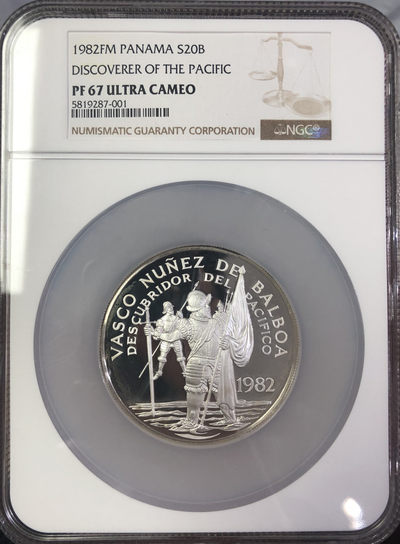 1982FM PANAMA S20B
DISCOVERER OF THE PACIFIC
PF 67 ULTRA CAMEO
5819287-001
NUMISMATIC GUARANTY CORPORATION
NGC
VASCO NUÑEZ DE BALBOA
DESCUBRIDOR DEL PACIFICO
1982